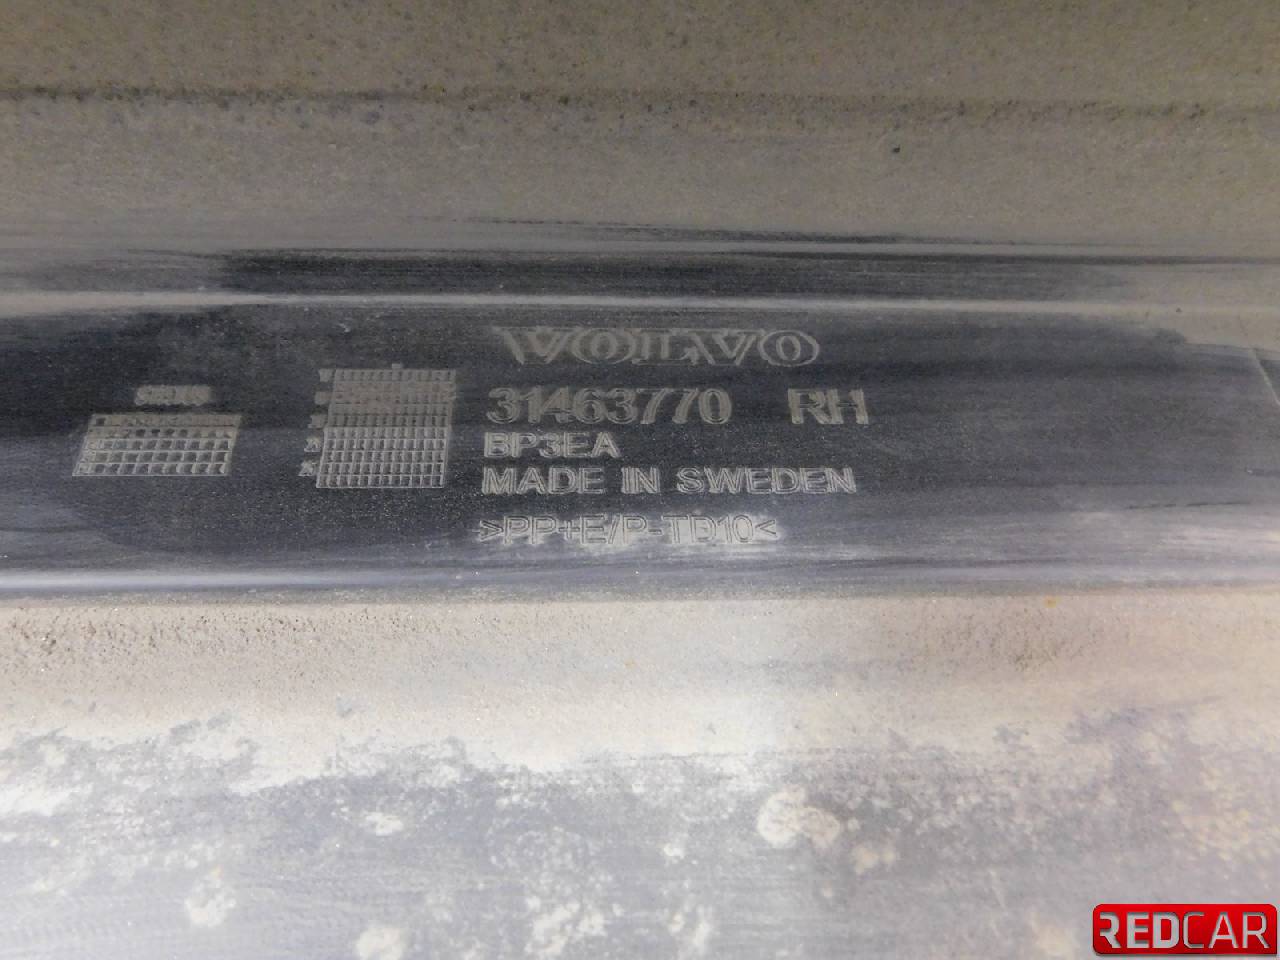 VOLVO
31463770 RH
BP3EA
MADE IN SWEDEN
>PP+E/P-TD10<
REDCAR